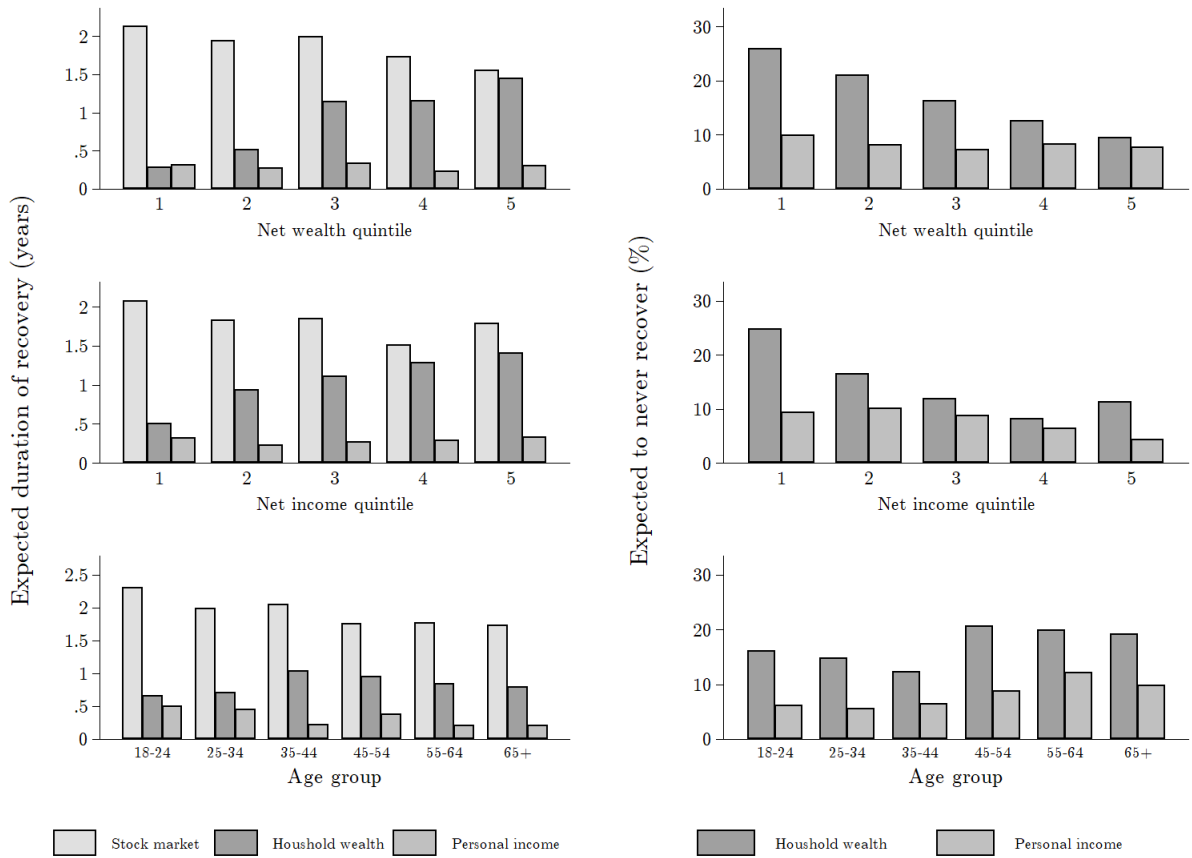 Expected duration of recovery (years)
2
1.5
1
.5
0
1 2 3 4 5
Net wealth quintile
2
1.5
1
.5
0
1 2 3 4 5
Net income quintile
2.5
2
1.5
1
.5
0
18-24 25-34 35-44 45-54 55-64 65+
Age group
Stock market Houshold wealth Personal income
Expected to never recover (%)
30
20
10
0
1 2 3 4 5
Net wealth quintile
30
20
10
0
1 2 3 4 5
Net income quintile
30
20
10
0
18-24 25-34 35-44 45-54 55-64 65+
Age group
Houshold wealth Personal income